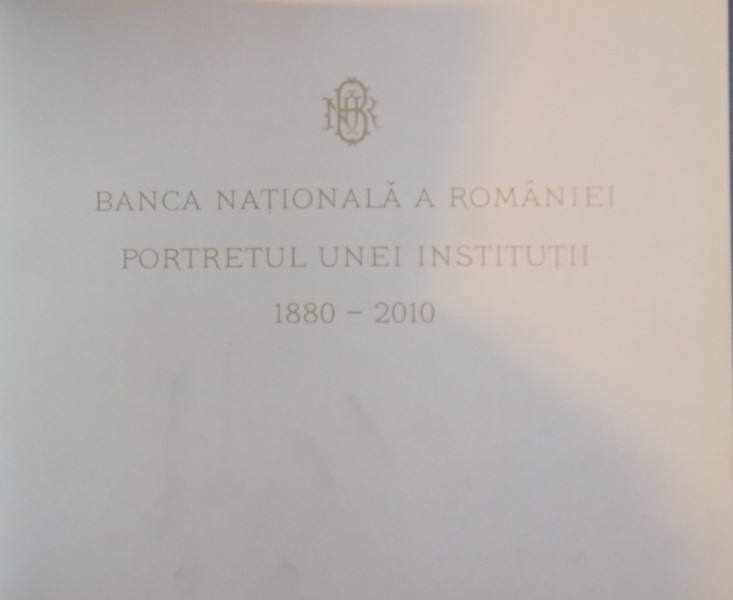 BNR
BANCA NAȚIONALĂ A ROMÂNIEI
PORTRETUL UNEI INSTITUȚII
1880 – 2010